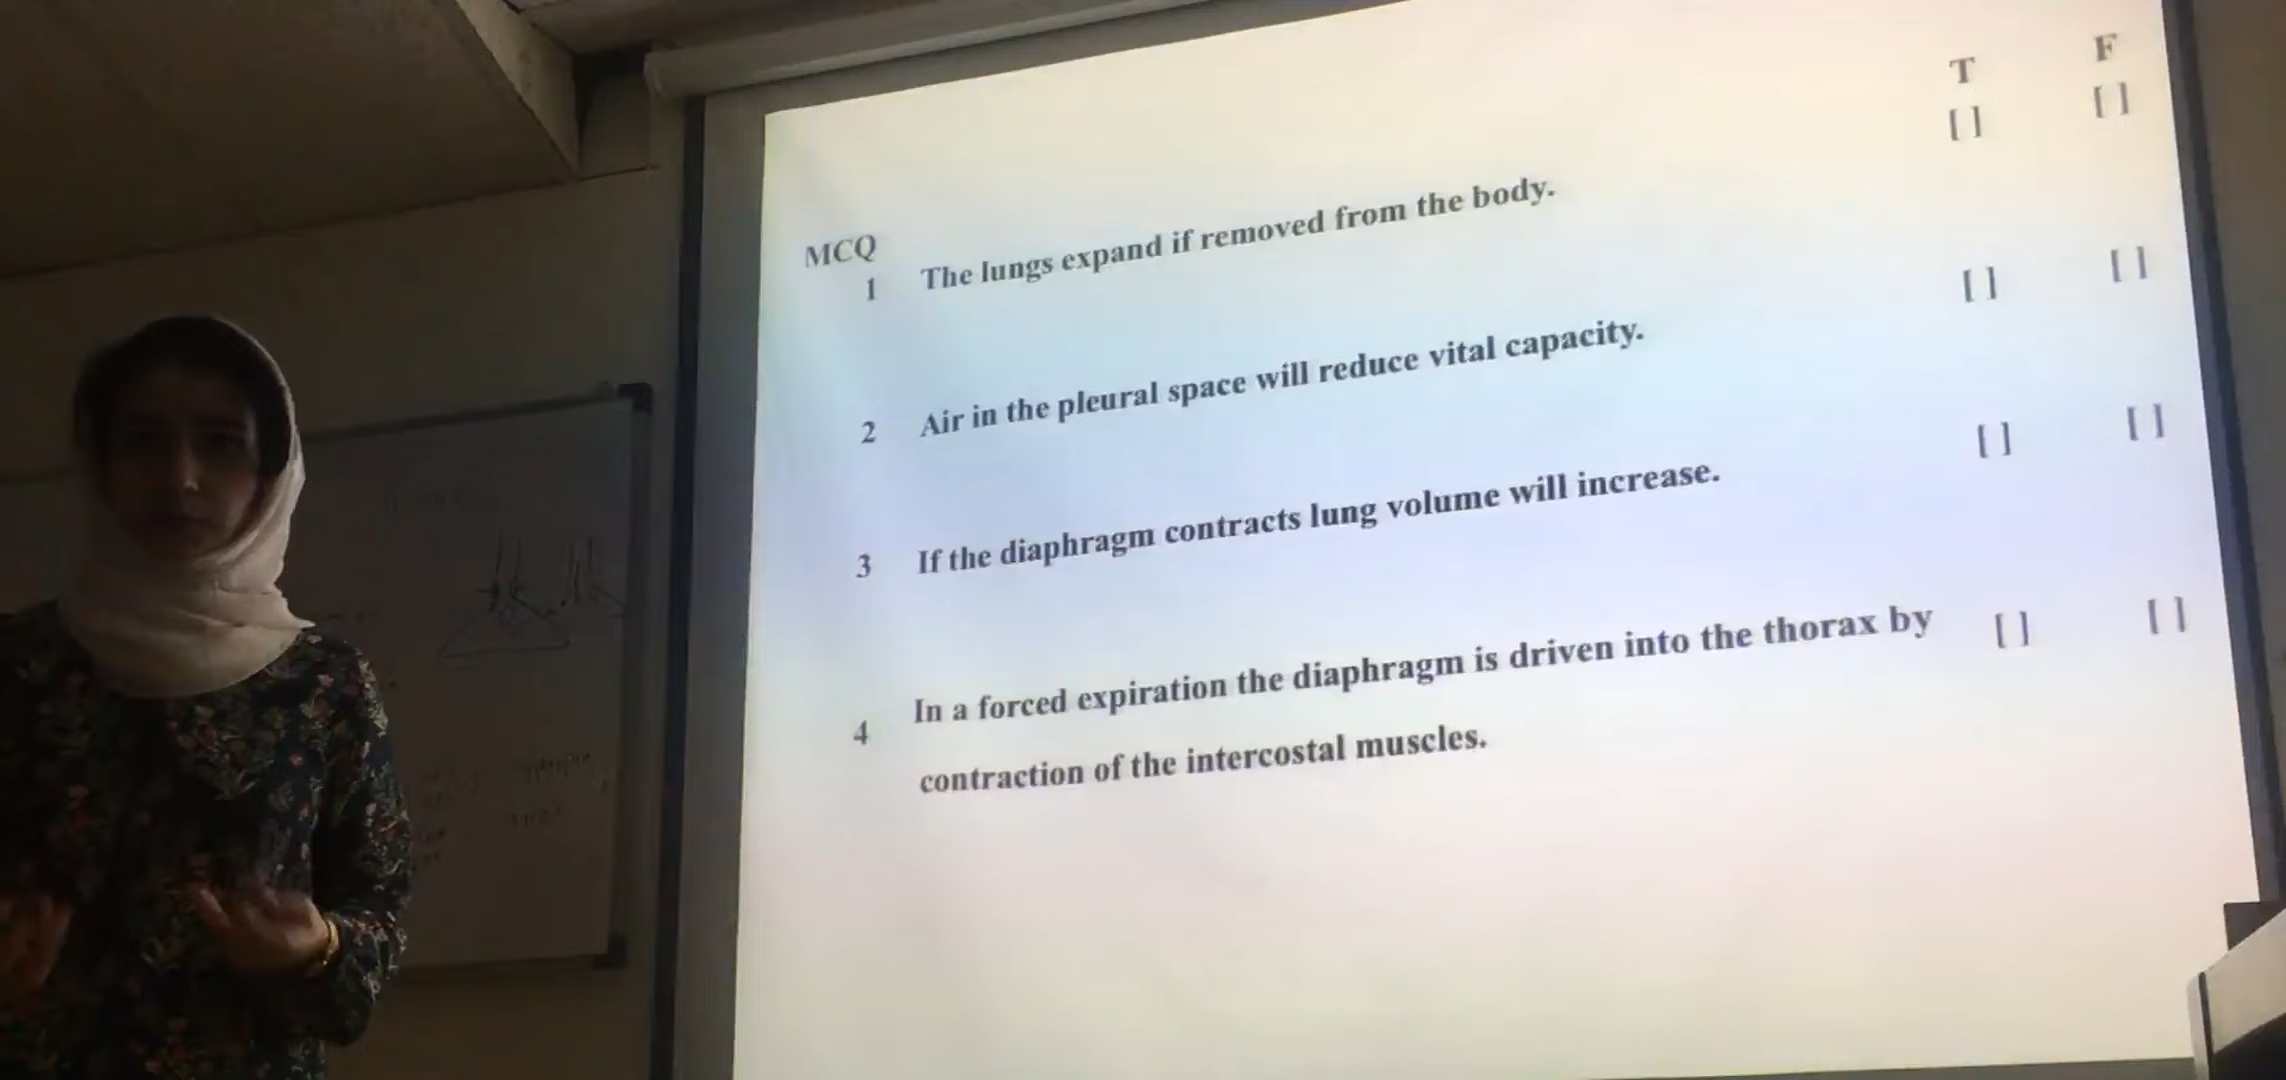 T F
MCQ [ ] [ ]
1 The lungs expand if removed from the body.
2 Air in the pleural space will reduce vital capacity. [ ] [ ]
3 If the diaphragm contracts lung volume will increase. [ ] [ ]
4 In a forced expiration the diaphragm is driven into the thorax by [ ] [ ]
contraction of the intercostal muscles.